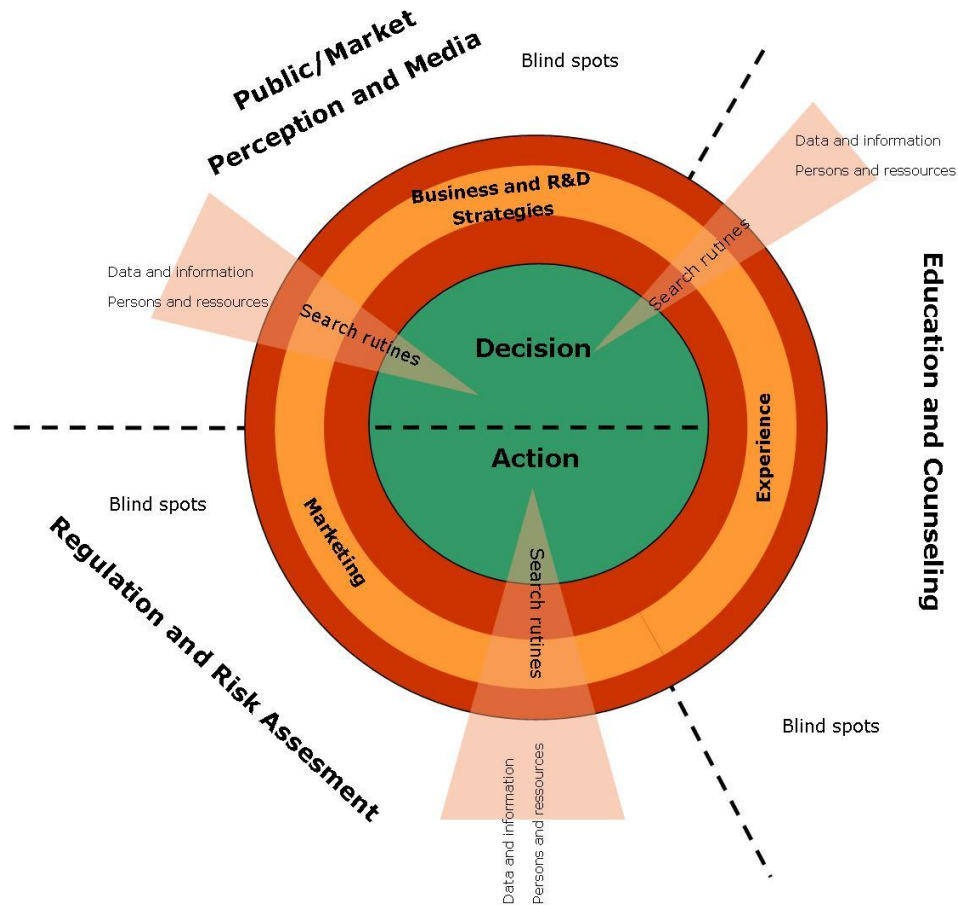 Public/Market
Perception and Media
Blind spots
Data and information
Persons and ressources
Business and R&D
Strategies
Search rutines
Data and information
Persons and ressources
Search rutines
Decision
Education and Counseling
Action
Experience
Marketing
Blind spots
Regulation and Risk Assesment
Search rutines
Blind spots
Data and information
Persons and ressources